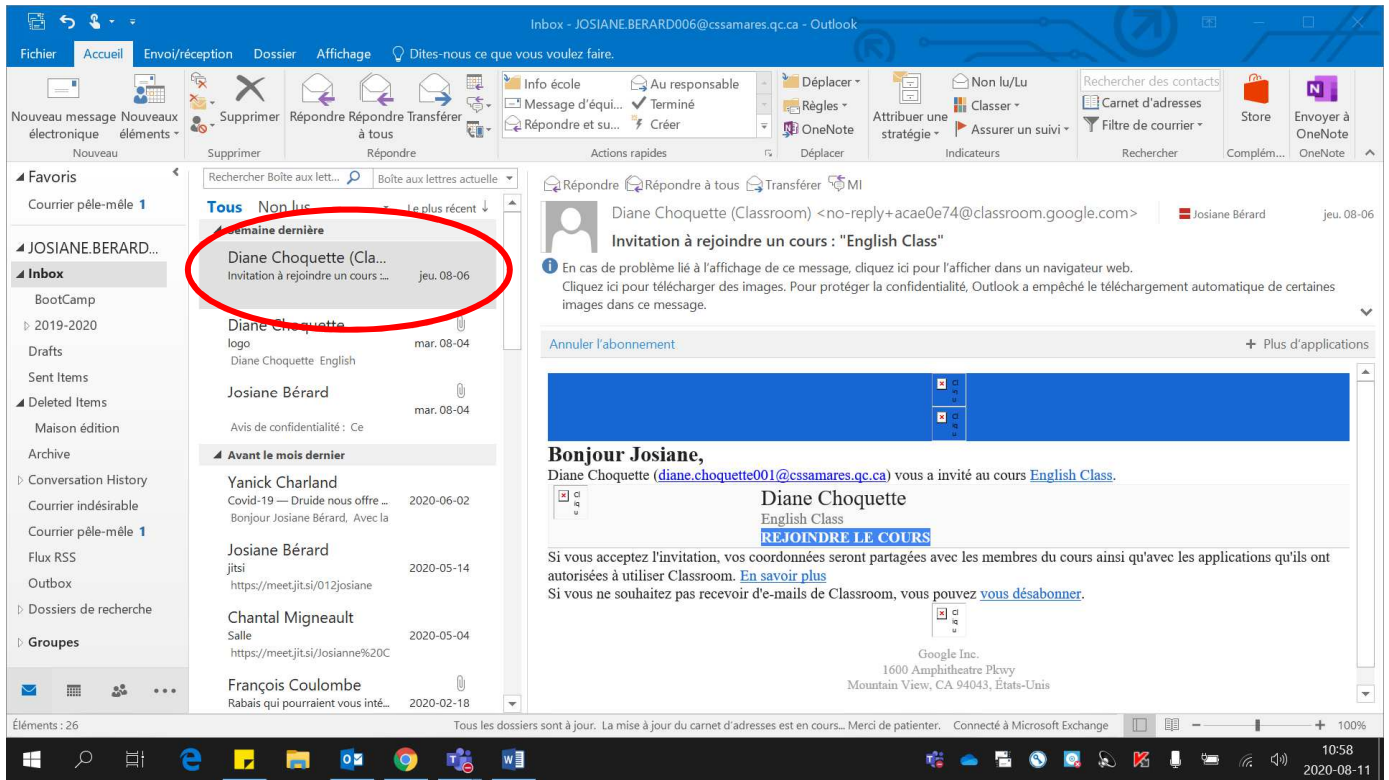 Inbox - JOSIANE.BERARD006@cssamares.qc.ca - Outlook
Fichier Accueil Envoi/réception Dossier Affichage Dites-nous ce que vous voulez faire.
Nouveau message électronique
Nouveaux éléments
Nouveau
Supprimer
Supprimer
Répondre
Répondre à tous
Transférer
Répondre
Info école
Message d'équi...
Répondre et su...
Au responsable
Terminé
Créer
Actions rapides
Déplacer
Règles
OneNote
Déplacer
Attribuer une stratégie
Non lu/Lu
Classer
Assurer un suivi
Indicateurs
Rechercher des contacts
Carnet d'adresses
Filtre de courrier
Rechercher
Store
Complém...
Envoyer à OneNote
OneNote
Favoris
Courrier pêle-mêle 1
JOSIANE.BERARD...
Inbox
BootCamp
2019-2020
Drafts
Sent Items
Deleted Items
Maison édition
Archive
Conversation History
Courrier indésirable
Courrier pêle-mêle 1
Flux RSS
Outbox
Dossiers de recherche
Groupes
Rechercher Boîte aux lett... Boîte aux lettres actuelle
Tous Non lus Le plus récent
Semaine dernière
Diane Choquette (Cla...
Invitation à rejoindre un cours :... jeu. 08-06
Diane Choquette
logo mar. 08-04
Diane Choquette English
Josiane Bérard
mar. 08-04
Avis de confidentialité : Ce
Avant le mois dernier
Yanick Charland
Covid-19 — Druide nous offre ... 2020-06-02
Bonjour Josiane Bérard, Avec la
Josiane Bérard
jitsi 2020-05-14
https://meet.jit.si/012josiane
Chantal Migneault
Salle 2020-05-04
https://meet.jit.si/Josianne%20C
François Coulombe
Rabais qui pourraient vous inté... 2020-02-18
Répondre Répondre à tous Transférer MI
Diane Choquette (Classroom) <no-reply+acae0e74@classroom.google.com> Josiane Bérard jeu. 08-06
Invitation à rejoindre un cours : "English Class"
En cas de problème lié à l'affichage de ce message, cliquez ici pour l'afficher dans un navigateur web.
Cliquez ici pour télécharger des images. Pour protéger la confidentialité, Outlook a empêché le téléchargement automatique de certaines
images dans ce message.
Annuler l'abonnement + Plus d'applications
Bonjour Josiane,
Diane Choquette (diane.choquette001@cssamares.qc.ca) vous a invité au cours English Class.
Diane Choquette
English Class
REJOINDRE LE COURS
Si vous acceptez l'invitation, vos coordonnées seront partagées avec les membres du cours ainsi qu'avec les applications qu'ils ont
autorisées à utiliser Classroom. En savoir plus
Si vous ne souhaitez pas recevoir d'e-mails de Classroom, vous pouvez vous désabonner.
Google Inc.
1600 Amphitheatre Pkwy
Mountain View, CA 94043, États-Unis
Éléments : 26 Tous les dossiers sont à jour. La mise à jour du carnet d'adresses est en cours... Merci de patienter. Connecté à Microsoft Exchange 100%
10:58
2020-08-11